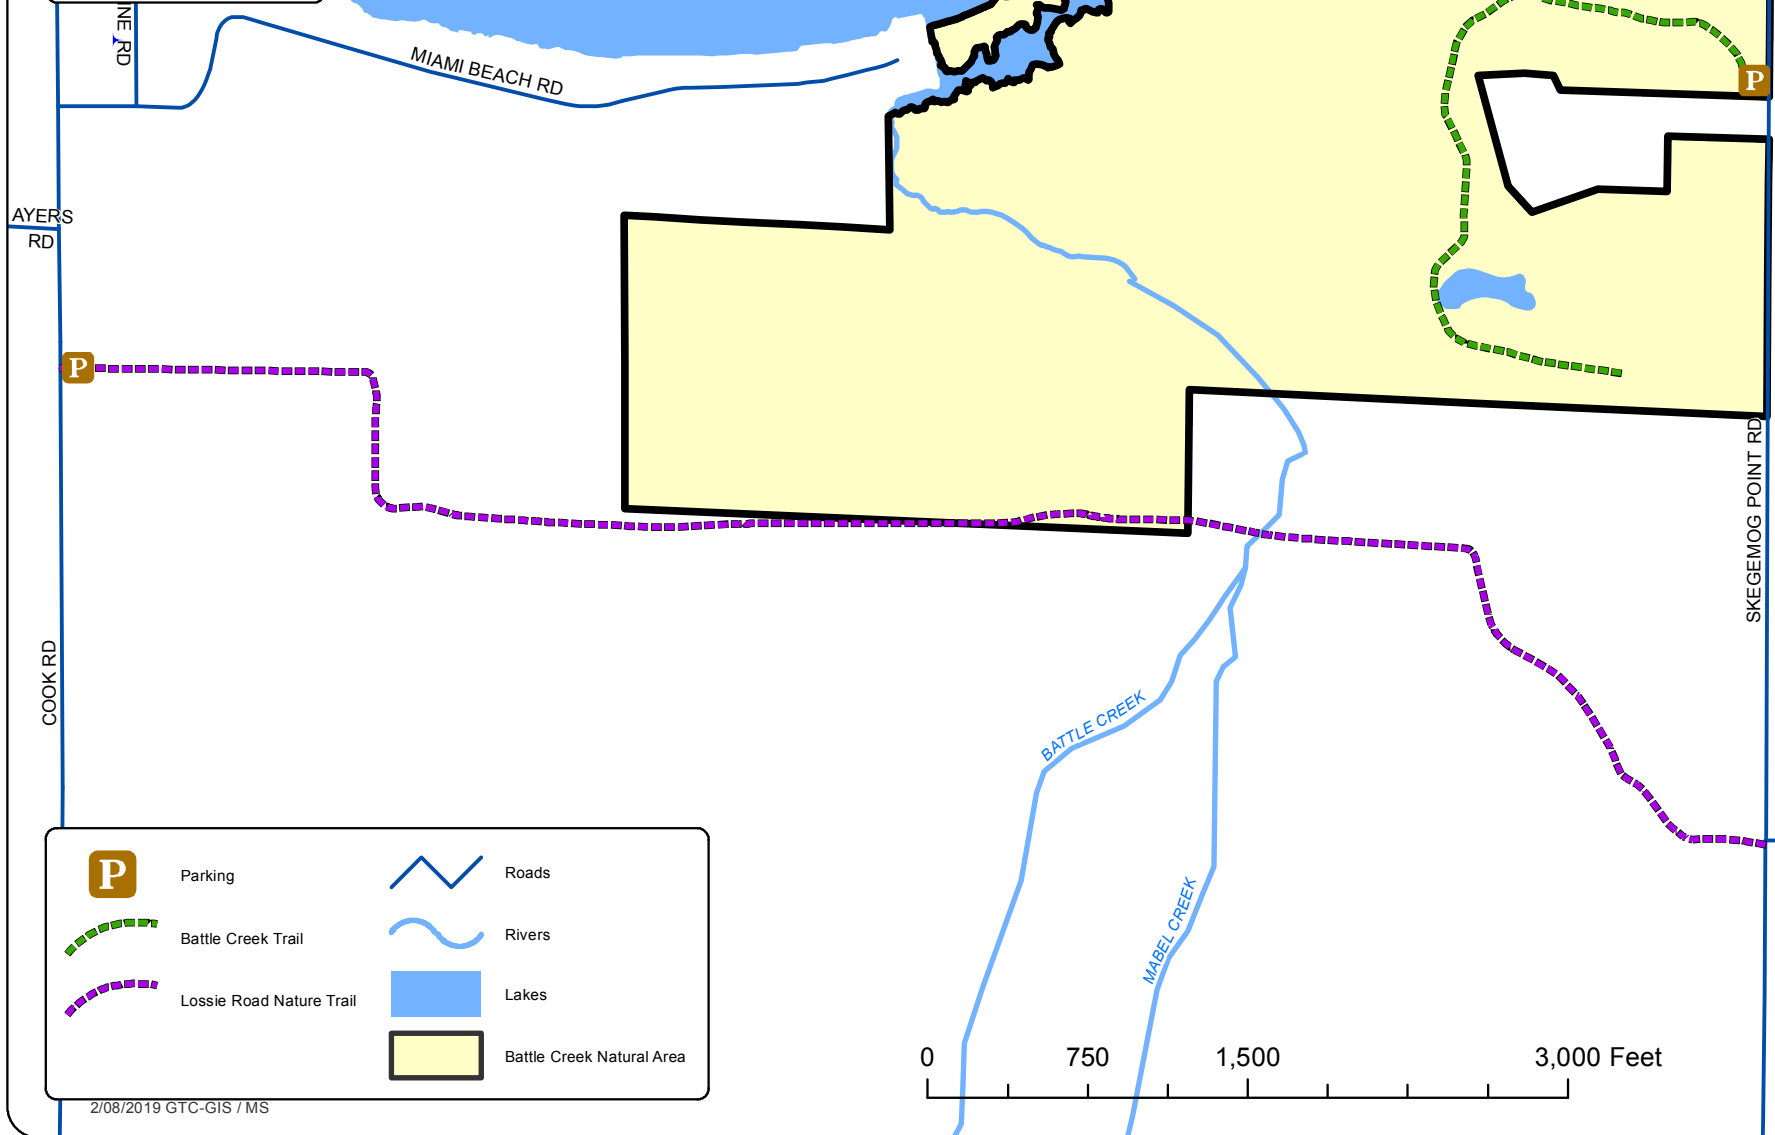 NE RD
MIAMI BEACH RD
P
AYERS
RD
P
SKEGEMOG POINT RD
COOK RD
BATTLE CREEK
MABEL CREEK
P Parking
Roads
Battle Creek Trail
Rivers
Lossie Road Nature Trail
Lakes
Battle Creek Natural Area
0 750 1,500 3,000 Feet
2/08/2019 GTC-GIS / MS